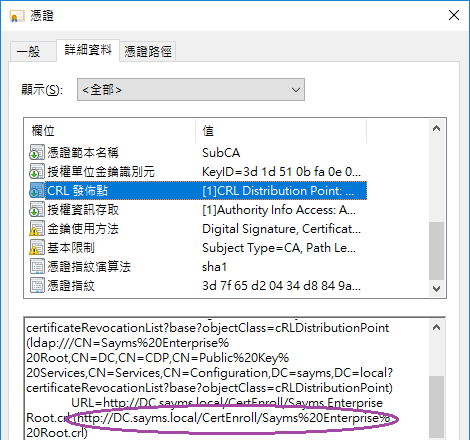 憑證
一般
詳細資料
憑證路徑
顯示(S):
<全部>
欄位 值
憑證範本名稱 SubCA
授權單位金鑰識別元 KeyID=3d 1d 51 0b fa 0e 0...
CRL 發佈點 [1]CRL Distribution Point: ...
授權資訊存取 [1]Authority Info Access: A...
金鑰使用方法 Digital Signature, Certificat...
基本限制 Subject Type=CA, Path Le...
憑證指紋演算法 sha1
憑證指紋 3d 7f 65 d2 04 34 d8 84 9a...
certificateRevocationList?base?objectClass=cRLDistributionPoint
(ldap:///CN=Sayms%20Enterprise%
20Root,CN=DC,CN=CDP,CN=Public%20Key%
20Services,CN=Services,CN=Configuration,DC=sayms,DC=local?
certificateRevocationList?base?objectClass=cRLDistributionPoint)
URL=http://DC.sayms.local/CertEnroll/Sayms Enterprise
Root.crl (http://DC.sayms.local/CertEnroll/Sayms%20Enterprise%
20Root.crl)